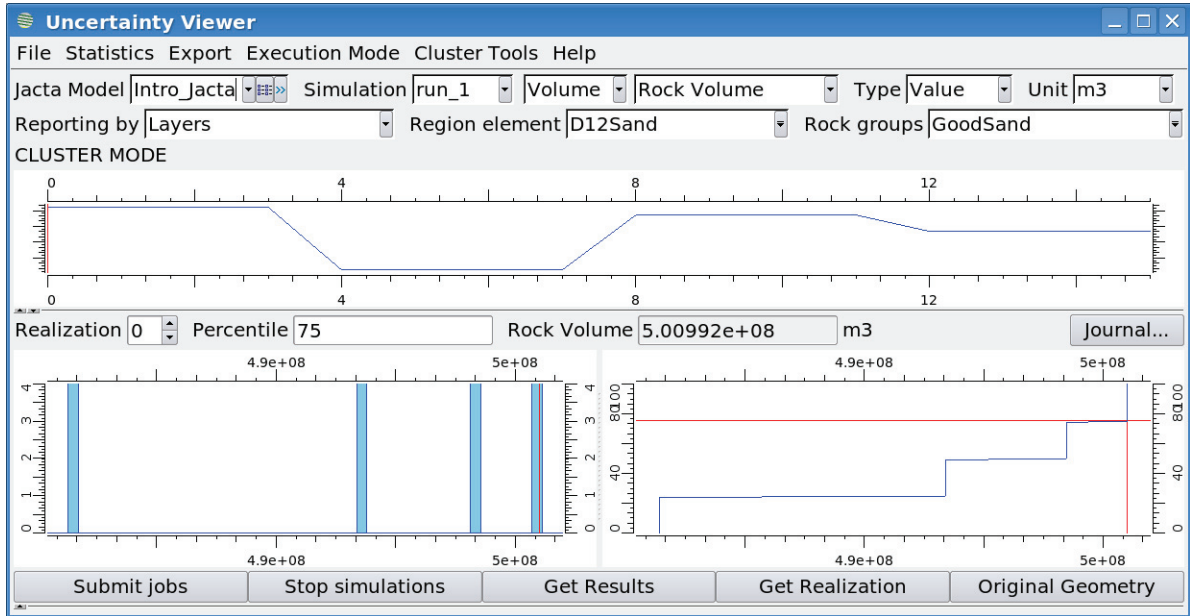 Uncertainty Viewer
File Statistics Export Execution Mode Cluster Tools Help
Jacta Model Intro_Jacta Simulation run_1 Volume Rock Volume Type Value Unit m3
Reporting by Layers Region element D12Sand Rock groups GoodSand
CLUSTER MODE
0 4 8 12
0 4 8 12
Realization 0 Percentile 75 Rock Volume 5.00992e+08 m3 Journal...
4.9e+08 5e+08 4.9e+08 5e+08
4 4 100 100
80 80
3 3
2 2 40 40
1 1
0 0 0 0
4.9e+08 5e+08 4.9e+08 5e+08
Submit jobs Stop simulations Get Results Get Realization Original Geometry